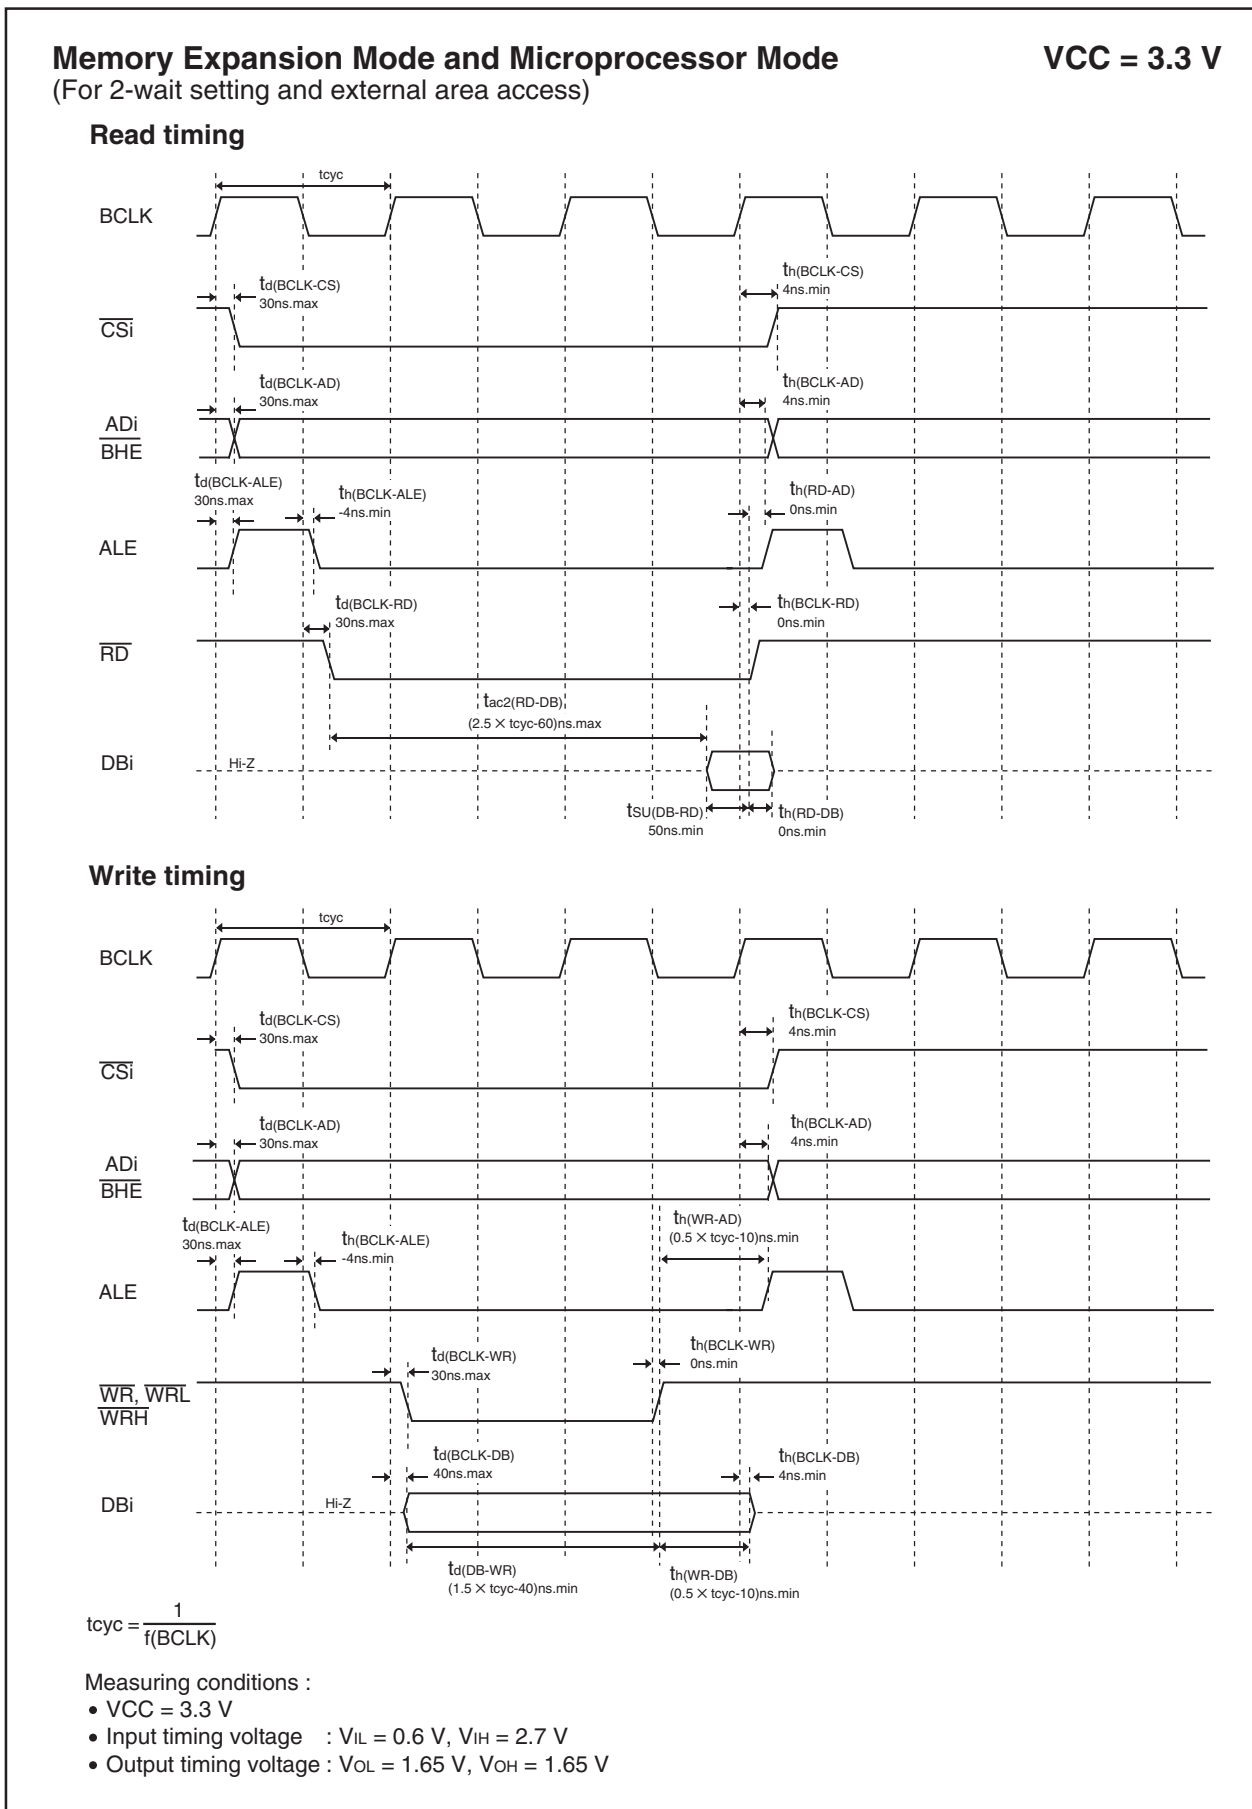 Memory Expansion Mode and Microprocessor Mode VCC = 3.3 V
(For 2-wait setting and external area access)
Read timing
tcyc
BCLK
td(BCLK-CS)
30ns.max
th(BCLK-CS)
4ns.min
CSi
td(BCLK-AD)
30ns.max
th(BCLK-AD)
4ns.min
ADi
BHE
td(BCLK-ALE)
30ns.max
th(BCLK-ALE)
-4ns.min
th(RD-AD)
0ns.min
ALE
td(BCLK-RD)
30ns.max
th(BCLK-RD)
0ns.min
RD
tac2(RD-DB)
(2.5 × tcyc-60)ns.max
DBi
Hi-Z
tSU(DB-RD)
50ns.min
th(RD-DB)
0ns.min
Write timing
tcyc
BCLK
td(BCLK-CS)
30ns.max
th(BCLK-CS)
4ns.min
CSi
td(BCLK-AD)
30ns.max
th(BCLK-AD)
4ns.min
ADi
BHE
td(BCLK-ALE)
30ns.max
th(BCLK-ALE)
-4ns.min
th(WR-AD)
(0.5 × tcyc-10)ns.min
ALE
td(BCLK-WR)
30ns.max
th(BCLK-WR)
0ns.min
WR, WRL
WRH
td(BCLK-DB)
40ns.max
th(BCLK-DB)
4ns.min
DBi
Hi-Z
td(DB-WR)
(1.5 × tcyc-40)ns.min
th(WR-DB)
(0.5 × tcyc-10)ns.min
tcyc = 1
f(BCLK)
Measuring conditions :
• VCC = 3.3 V
• Input timing voltage : VIL = 0.6 V, VIH = 2.7 V
• Output timing voltage : VOL = 1.65 V, VOH = 1.65 V